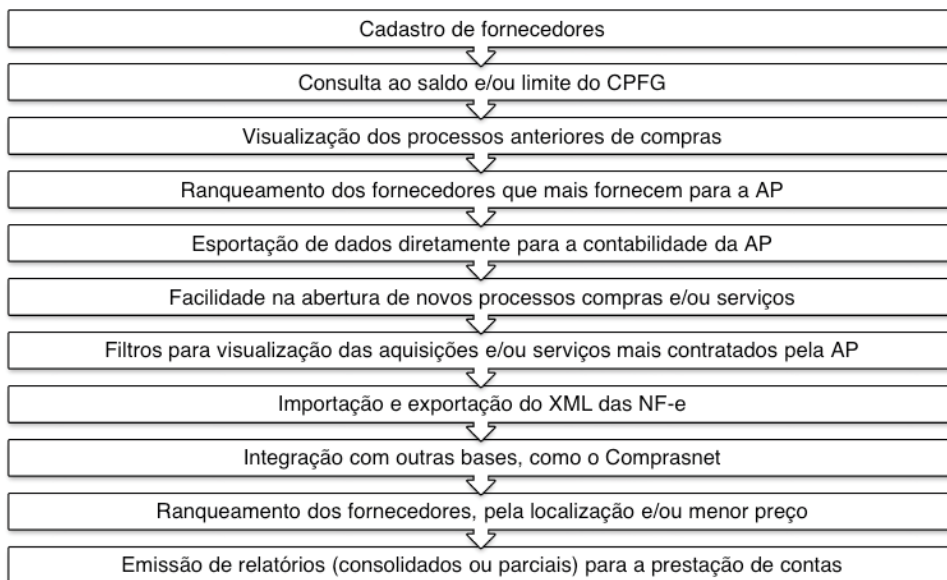 Cadastro de fornecedores
Consulta ao saldo e/ou limite do CPFG
Visualização dos processos anteriores de compras
Ranqueamento dos fornecedores que mais fornecem para a AP
Esportação de dados diretamente para a contabilidade da AP
Facilidade na abertura de novos processos compras e/ou serviços
Filtros para visualização das aquisições e/ou serviços mais contratados pela AP
Importação e exportação do XML das NF-e
Integração com outras bases, como o Comprasnet
Ranqueamento dos fornecedores, pela localização e/ou menor preço
Emissão de relatórios (consolidados ou parciais) para a prestação de contas